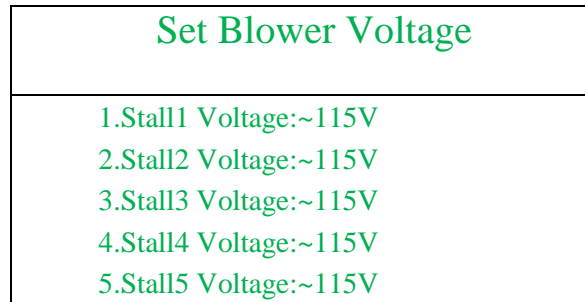 Set Blower Voltage
1.Stall1 Voltage:~115V
2.Stall2 Voltage:~115V
3.Stall3 Voltage:~115V
4.Stall4 Voltage:~115V
5.Stall5 Voltage:~115V